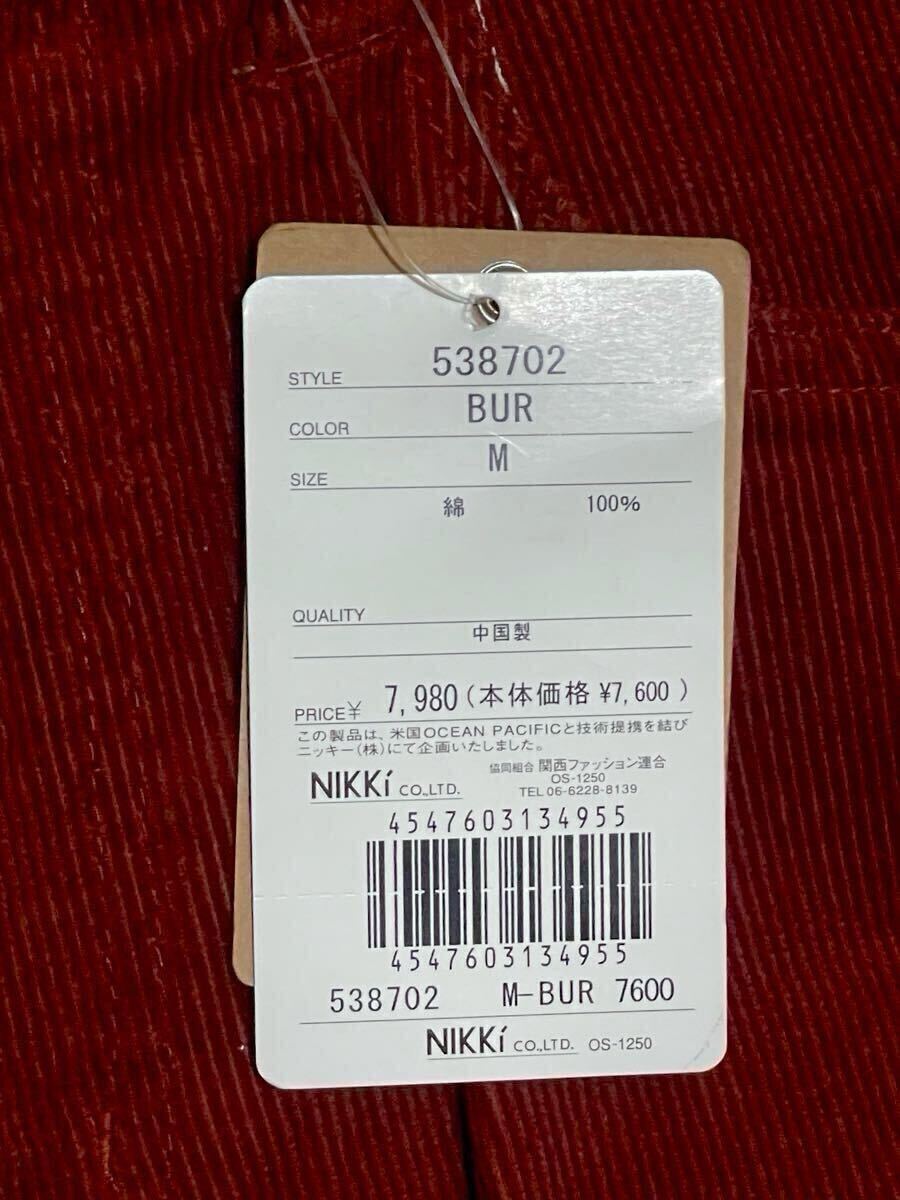 STYLE 538702
COLOR BUR
SIZE M
綿 100%
QUALITY
中国製
PRICE¥ 7,980(本体価格 ¥7,600 )
この製品は、米国OCEAN PACIFICと技術提携を結び
ニッキー(株)にて企画いたしました。
NIKKi CO.,LTD.
協同組合 関西ファッション連合
OS-1250
TEL 06-6228-8139
4547603134955
4547603134955
538702 M-BUR 7600
NIKKi CO.,LTD. OS-1250